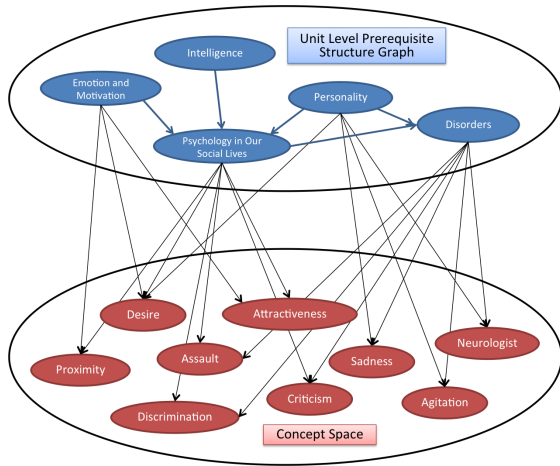 Unit Level Prerequisite
Structure Graph
Intelligence
Emotion and
Motivation
Personality
Disorders
Psychology in Our
Social Lives
Desire
Attractiveness
Neurologist
Assault
Sadness
Proximity
Criticism
Agitation
Discrimination
Concept Space